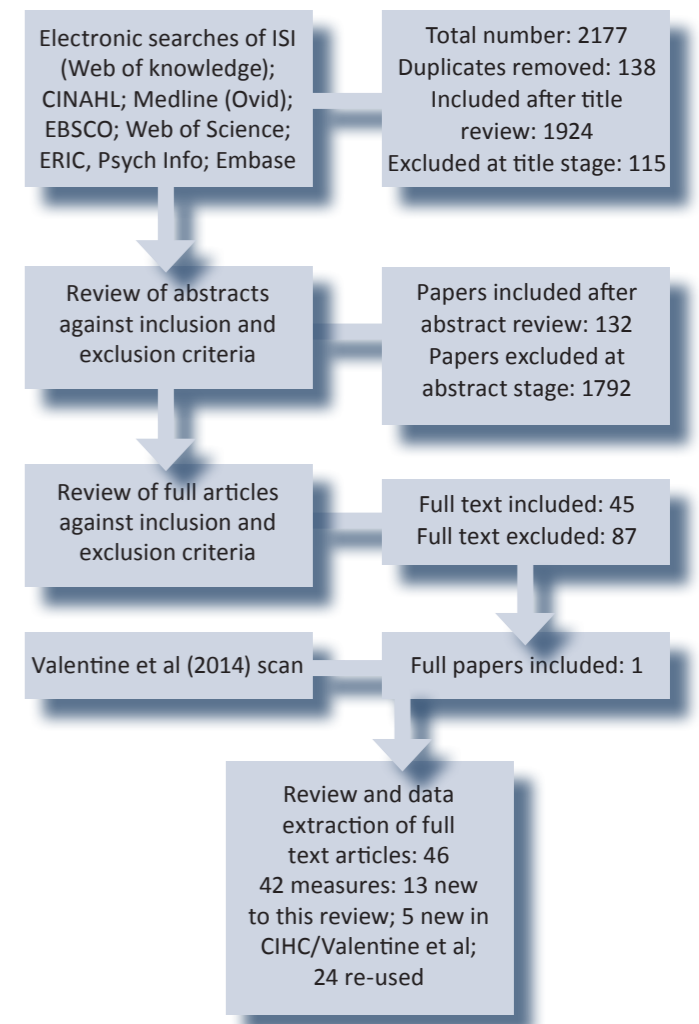 Electronic searches of ISI
(Web of knowledge);
CINAHL; Medline (Ovid);
EBSCO; Web of Science;
ERIC, Psych Info; Embase
Total number: 2177
Duplicates removed: 138
Included after title
review: 1924
Excluded at title stage: 115
Review of abstracts
against inclusion and
exclusion criteria
Papers included after
abstract review: 132
Papers excluded at
abstract stage: 1792
Review of full articles
against inclusion and
exclusion criteria
Full text included: 45
Full text excluded: 87
Valentine et al (2014) scan
Full papers included: 1
Review and data
extraction of full
text articles: 46
42 measures: 13 new
to this review; 5 new in
CIHC/Valentine et al;
24 re-used